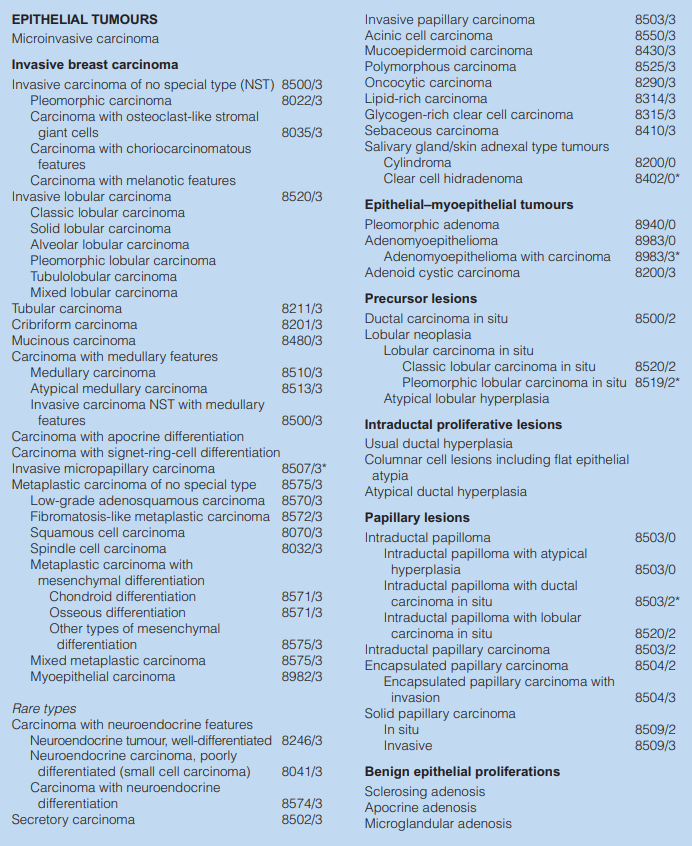 EPITHELIAL TUMOURS
Microinvasive carcinoma
Invasive breast carcinoma
Invasive carcinoma of no special type (NST) 8500/3
Pleomorphic carcinoma 8022/3
Carcinoma with osteoclast-like stromal
giant cells 8035/3
Carcinoma with choriocarcinomatous
features
Carcinoma with melanotic features
Invasive lobular carcinoma 8520/3
Classic lobular carcinoma
Solid lobular carcinoma
Alveolar lobular carcinoma
Pleomorphic lobular carcinoma
Tubulolobular carcinoma
Mixed lobular carcinoma
Tubular carcinoma 8211/3
Cribriform carcinoma 8201/3
Mucinous carcinoma 8480/3
Carcinoma with medullary features
Medullary carcinoma 8510/3
Atypical medullary carcinoma 8513/3
Invasive carcinoma NST with medullary
features 8500/3
Carcinoma with apocrine differentiation
Carcinoma with signet-ring-cell differentiation
Invasive micropapillary carcinoma 8507/3*
Metaplastic carcinoma of no special type 8575/3
Low-grade adenosquamous carcinoma 8570/3
Fibromatosis-like metaplastic carcinoma 8572/3
Squamous cell carcinoma 8070/3
Spindle cell carcinoma 8032/3
Metaplastic carcinoma with
mesenchymal differentiation
Chondroid differentiation 8571/3
Osseous differentiation 8571/3
Other types of mesenchymal
differentiation 8575/3
Mixed metaplastic carcinoma 8575/3
Myoepithelial carcinoma 8982/3
Rare types
Carcinoma with neuroendocrine features
Neuroendocrine tumour, well-differentiated 8246/3
Neuroendocrine carcinoma, poorly
differentiated (small cell carcinoma) 8041/3
Carcinoma with neuroendocrine
differentiation 8574/3
Secretory carcinoma 8502/3
Invasive papillary carcinoma 8503/3
Acinic cell carcinoma 8550/3
Mucoepidermoid carcinoma 8430/3
Polymorphous carcinoma 8525/3
Oncocytic carcinoma 8290/3
Lipid-rich carcinoma 8314/3
Glycogen-rich clear cell carcinoma 8315/3
Sebaceous carcinoma 8410/3
Salivary gland/skin adnexal type tumours
Cylindroma 8200/0
Clear cell hidradenoma 8402/0*
Epithelial–myoepithelial tumours
Pleomorphic adenoma 8940/0
Adenomyoepithelioma 8983/0
Adenomyoepithelioma with carcinoma 8983/3*
Adenoid cystic carcinoma 8200/3
Precursor lesions
Ductal carcinoma in situ 8500/2
Lobular neoplasia
Lobular carcinoma in situ
Classic lobular carcinoma in situ 8520/2
Pleomorphic lobular carcinoma in situ 8519/2*
Atypical lobular hyperplasia
Intraductal proliferative lesions
Usual ductal hyperplasia
Columnar cell lesions including flat epithelial
atypia
Atypical ductal hyperplasia
Papillary lesions
Intraductal papilloma 8503/0
Intraductal papilloma with atypical
hyperplasia 8503/0
Intraductal papilloma with ductal
carcinoma in situ 8503/2*
Intraductal papilloma with lobular
carcinoma in situ 8520/2
Intraductal papillary carcinoma 8503/2
Encapsulated papillary carcinoma 8504/2
Encapsulated papillary carcinoma with
invasion 8504/3
Solid papillary carcinoma
In situ 8509/2
Invasive 8509/3
Benign epithelial proliferations
Sclerosing adenosis
Apocrine adenosis
Microglandular adenosis